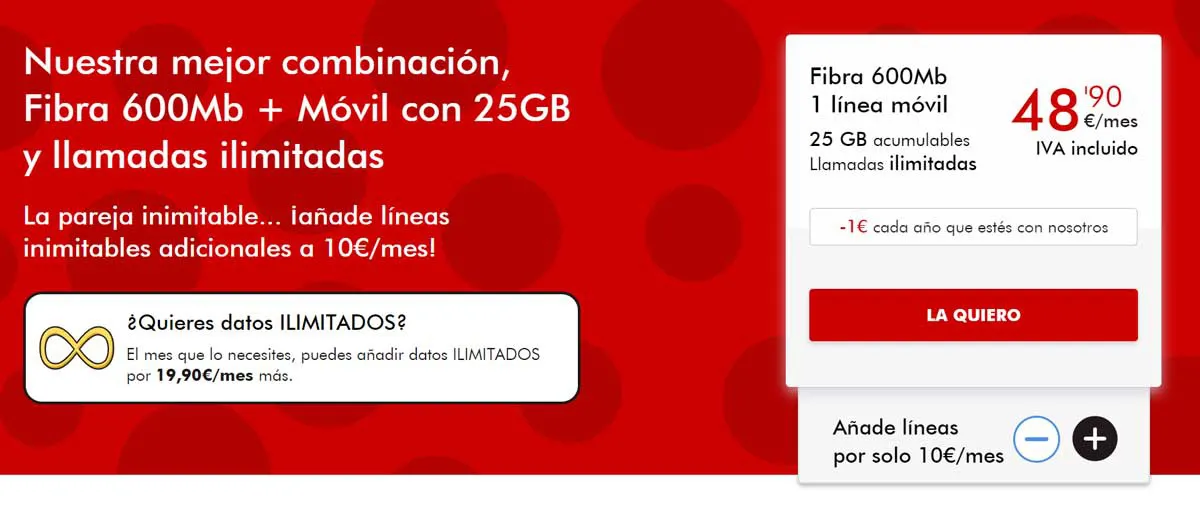 Nuestra mejor combinación,
Fibra 600Mb + Móvil con 25GB
y llamadas ilimitadas
La pareja inimitable... ¡añade líneas
inimitables adicionales a 10€/mes!
¿Quieres datos ILIMITADOS?
El mes que lo necesites, puedes añadir datos ILIMITADOS
por 19,90€/mes más.
Fibra 600Mb
1 línea móvil
25 GB acumulables
Llamadas ilimitadas
48'90
€/mes
IVA incluido
-1€ cada año que estés con nosotros
LA QUIERO
Añade líneas
por solo 10€/mes